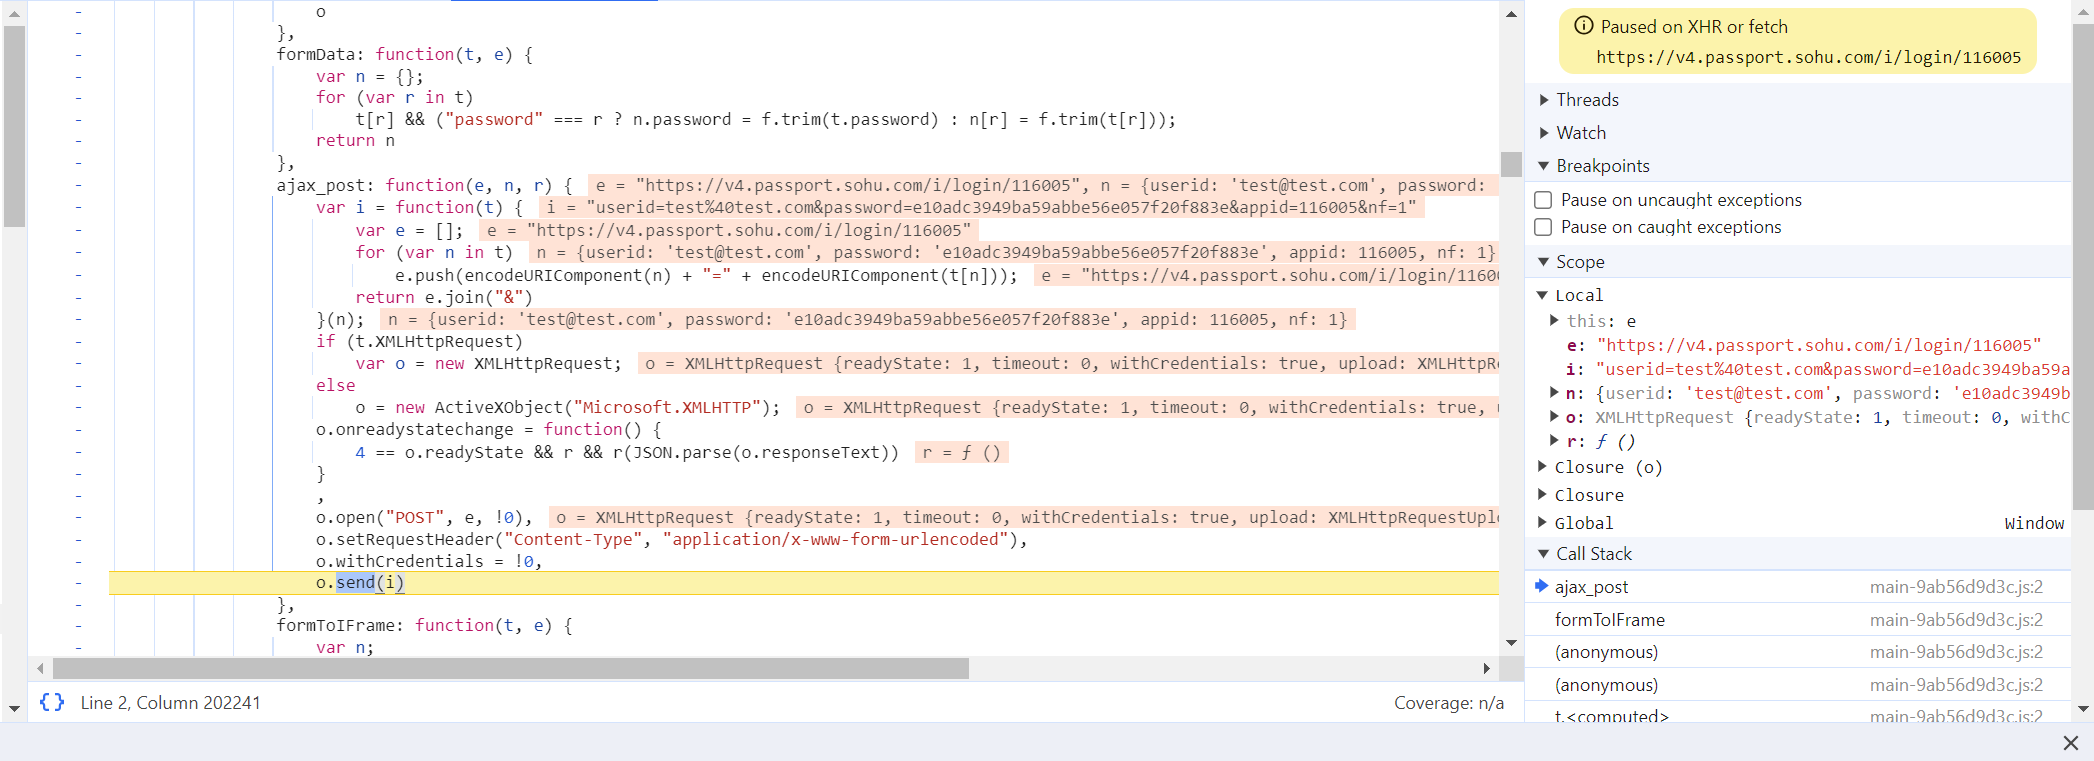 o
},
formData: function(t, e) {
var n = {};
for (var r in t)
t[r] && ("password" === r ? n.password = f.trim(t.password) : n[r] = f.trim(t[r]));
return n
},
ajax_post: function(e, n, r) { e = "https://v4.passport.sohu.com/i/login/116005", n = {userid: 'test@test.com', password:
var i = function(t) { i = "userid=test%40test.com&password=e10adc3949ba59abbe56e057f20f883e&appid=116005&nf=1"
var e = []; e = "https://v4.passport.sohu.com/i/login/116005"
for (var n in t) n = {userid: 'test@test.com', password: 'e10adc3949ba59abbe56e057f20f883e', appid: 116005, nf: 1}
e.push(encodeURIComponent(n) + "=" + encodeURIComponent(t[n])); e = "https://v4.passport.sohu.com/i/login/11600
return e.join("&")
}(n); n = {userid: 'test@test.com', password: 'e10adc3949ba59abbe56e057f20f883e', appid: 116005, nf: 1}
if (t.XMLHttpRequest)
var o = new XMLHttpRequest; o = XMLHttpRequest {readyState: 1, timeout: 0, withCredentials: true, upload: XMLHttpR
else
o = new ActiveXObject("Microsoft.XMLHTTP"); o = XMLHttpRequest {readyState: 1, timeout: 0, withCredentials: true,
o.onreadystatechange = function() {
4 == o.readyState && r && r(JSON.parse(o.responseText)) r = ƒ ()
}
,
o.open("POST", e, !0), o = XMLHttpRequest {readyState: 1, timeout: 0, withCredentials: true, upload: XMLHttpRequestUplo
o.setRequestHeader("Content-Type", "application/x-www-form-urlencoded"),
o.withCredentials = !0,
o.send(i)
},
formToIFrame: function(t, e) {
var n;
{} Line 2, Column 202241
Coverage: n/a
Paused on XHR or fetch
https://v4.passport.sohu.com/i/login/116005
Threads
Watch
Breakpoints
Pause on uncaught exceptions
Pause on caught exceptions
Scope
Local
this: e
e: "https://v4.passport.sohu.com/i/login/116005"
i: "userid=test%40test.com&password=e10adc3949ba59a
n: {userid: 'test@test.com', password: 'e10adc3949b
o: XMLHttpRequest {readyState: 1, timeout: 0, withC
r: ƒ ()
Closure (o)
Closure
Global Window
Call Stack
ajax_post main-9ab56d9d3c.js:2
formToIFrame main-9ab56d9d3c.js:2
(anonymous) main-9ab56d9d3c.js:2
(anonymous) main-9ab56d9d3c.js:2
t.<computed> main-9ab56d9d3c.js:2